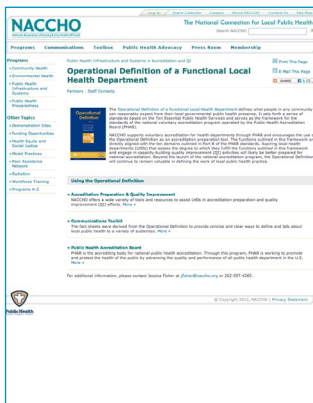 Log In Event Calendar Careers About NACCHO Contact Us Site Map
NACCHO
National Association of County & City Health Officials
The National Connection for Local Public Health
Search NACCHO
Programs Communications Toolbox Public Health Advocacy Press Room Membership
Programs
» Community Health
» Environmental Health
» Public Health Infrastructure and Systems
» Public Health Preparedness
Other Topics
» Demonstration Sites
» Funding Opportunities
» Health Equity and Social Justice
» Model Practices
» Peer Assistance Network
» Radiation
» Workforce Training
» Programs A-Z
Public Health Infrastructure and Systems > Accreditation and QI
Print This Page
E-Mail This Page
SHARE
Operational Definition of a Functional Local
Health Department
Partners Staff Contacts
Operational
Definition
The Operational Definition of a Functional Local Health Department defines what people in any community
can reasonably expect from their local governmental public health presence. It sets forth a series of
standards based on the Ten Essential Public Health Services and serves as the framework for the
standards of the national voluntary accreditation program operated by the Public Health Accreditation
Board (PHAB).
NACCHO supports voluntary accreditation for health departments through PHAB and encourages the use of
the Operational Definition as an accreditation preparation tool. The functions outlined in this framework are
directly aligned with the ten domains outlined in Part B of the PHAB standards. Aspiring local health
departments (LHDs) that assess the degree to which they fulfill the functions outlined in this framework
and engage in capacity-building quality improvement (QI) activities will likely be better prepared for
national accreditation. Beyond the launch of the national accreditation program, the Operational Definition
will continue to remain valuable in defining the work of local public health practice.
Using the Operational Definition
» Accreditation Preparation & Quality Improvement
NACCHO offers a wide variety of tools and resources to assist LHDs in accreditation preparation and quality
improvement (QI) efforts. More »
» Communications Toolkit
The fact sheets were derived from the Operational Definition to provide concise and clear ways to define and talk about
local public health to a variety of audiences. More »
» Public Health Accreditation Board
PHAB is the accrediting body for national public health accreditation. Through this program, PHAB is working to promote
and protect the health of the public by advancing the quality and performance of all public health department in the U.S.
More »
For additional information, please contact Jessica Fisher at jfisher@naccho.org or 202-507-4265.
Public Health
© Copyright 2012, NACCHO | Privacy Statement